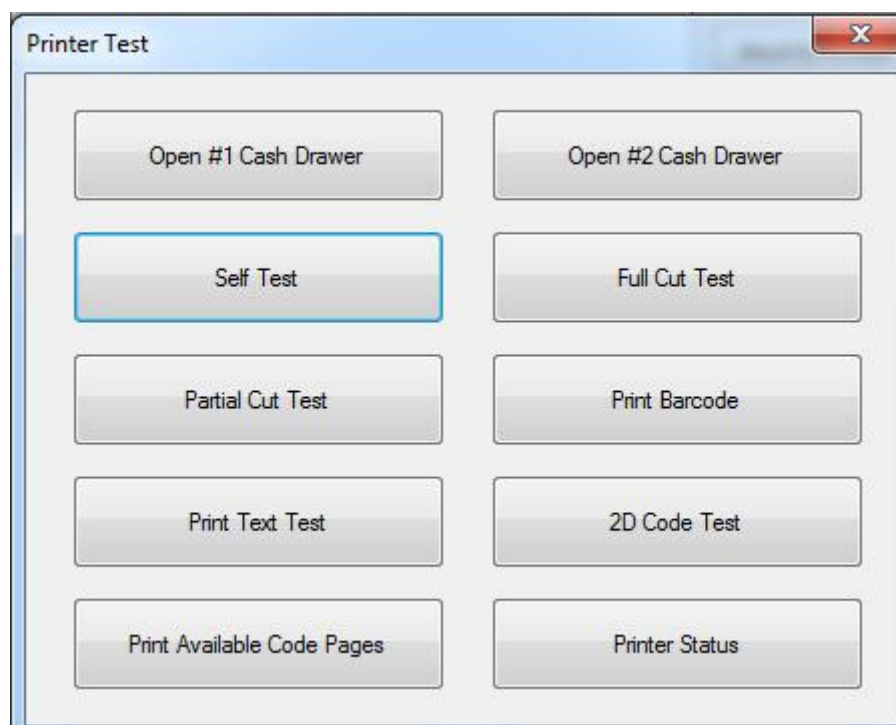 Printer Test
Open #1 Cash Drawer
Open #2 Cash Drawer
Self Test
Full Cut Test
Partial Cut Test
Print Barcode
Print Text Test
2D Code Test
Print Available Code Pages
Printer Status